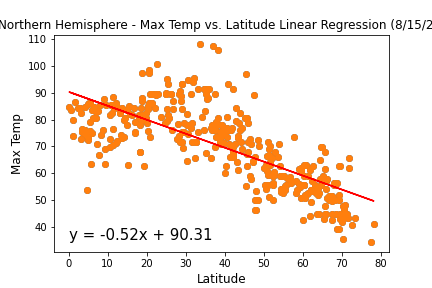 Northern Hemisphere - Max Temp vs. Latitude Linear Regression (8/15/2
110
100
90
80
70
60
50
40
Max Temp
y = -0.52x + 90.31
0 10 20 30 40 50 60 70 80
Latitude